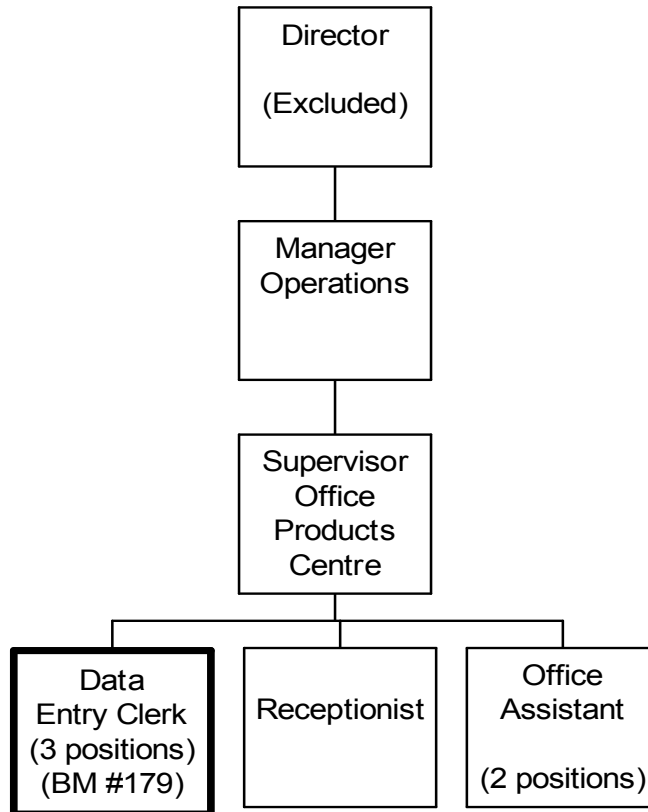 Director
(Excluded)
Manager
Operations
Supervisor
Office
Products
Centre
Data
Entry Clerk
(3 positions)
(BM #179)
Receptionist
Office
Assistant
(2 positions)